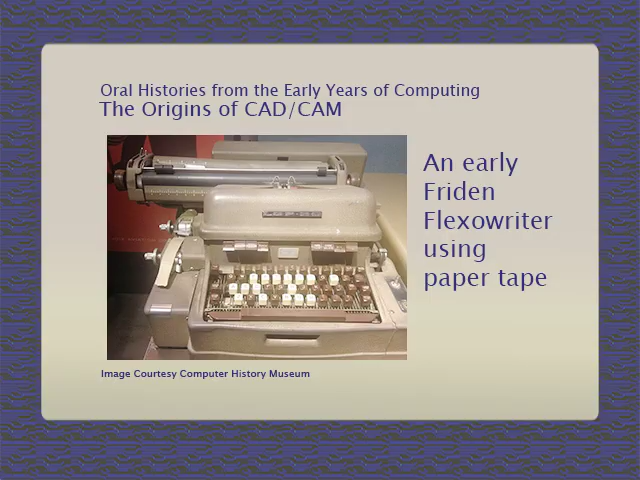 Oral Histories from the Early Years of Computing
The Origins of CAD/CAM
An early
Friden
Flexowriter
using
paper tape
Image Courtesy Computer History Museum